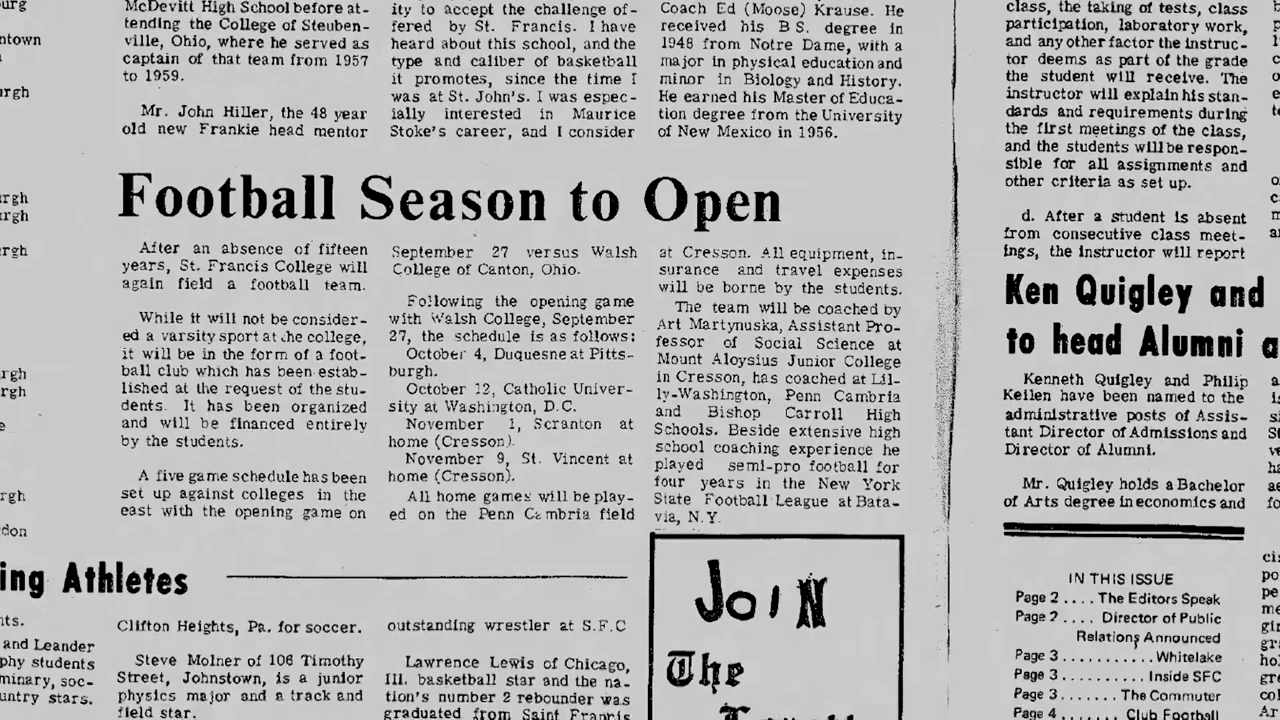 burg
ntown
urgh
urgh
urgh
rgh
urgh
rgh
rgh
don
McDevitt High School before at-
tending the College of Steuben-
ville, Ohio, where he served as
captain of that team from 1957
to 1959.
Mr. John Hiller, the 48 year
old new Frankie head mentor
ity to accept the challenge of-
fered by St. Francis. I have
heard about this school, and the
type and caliber of basketball
it promotes, since the time I
was at St. John's. I was espec-
ially interested in Maurice
Stoke's career, and I consider
Coach Ed (Moose) Krause. He
received his B S. degree in
1948 from Notre Dame, with a
major in physical education and
minor in Biology and History.
He earned his Master of Educa-
tion degree from the University
of New Mexico in 1956.
Football Season to Open
After an absence of fifteen
years, St. Francis College will
again field a football team.
While it will not be consider-
ed a varsity sport at the college,
it will be in the form of a foot-
ball club which has been estab-
lished at the request of the stu-
dents. It has been organized
and will be financed entirely
by the students.
A five game schedule has been
set up against colleges in the
east with the opening game on
September 27 versus Walsh
College of Canton, Ohio.
Following the opening game
with Walsh College, September
27, the schedule is as follows:
October 4, Duquesne at Pitts-
burgh.
October 12, Catholic Univer-
sity at Washington, D.C.
November 1, Scranton at
home (Cresson).
November 9, St. Vincent at
home (Cresson).
All home games will be play-
ed on the Penn Cambria field
at Cresson. All equipment, in-
surance and travel expenses
will be borne by the students.
The team will be coached by
Art Martynuska, Assistant Pro-
fessor of Social Science at
Mount Aloysius Junior College
in Cresson, has coached at Lil-
ly-Washington, Penn Cambria
and Bishop Carroll High
Schools. Beside extensive high
school coaching experience he
played semi-pro football for
four years in the New York
State Football League at Bata-
via, N.Y.
ing Athletes
nts.
and Leander
phy students
minary, soc-
untry stars.
Clifton Heights, Pa. for soccer.
Steve Molner of 106 Timothy
Street, Johnstown, is a junior
physics major and a track and
field star.
outstanding wrestler at S.F.C
Lawrence Lewis of Chicago,
Ill. basketball star and the na-
tion's number 2 rebounder was
graduated from Saint Francis
JOIN
The
class, the taking of tests, class
participation, laboratory work,
and any other factor the instruc-
tor deems as part of the grade
the student will receive. The
instructor will explain his stan-
dards and requirements during
the first meetings of the class,
and the students will be respon-
sible for all assignments and
other criteria as set up.
d. After a student is absent
from consecutive class meet-
ings, the instructor will report
Ken Quigley and
to head Alumni a
Kenneth Quigley and Philip
Keilen have been named to the
administrative posts of Assis-
tant Director of Admissions and
Director of Alumni.
Mr. Quigley holds a Bachelor
of Arts degree in economics and
IN THIS ISSUE
Page 2 .... The Editors Speak
Page 2 .... Director of Public
Relations Announced
Page 3 .......... Whitelake
Page 3 .......... Inside SFC
Page 3 ....... The Commuter
Page 4 ...... Club Football